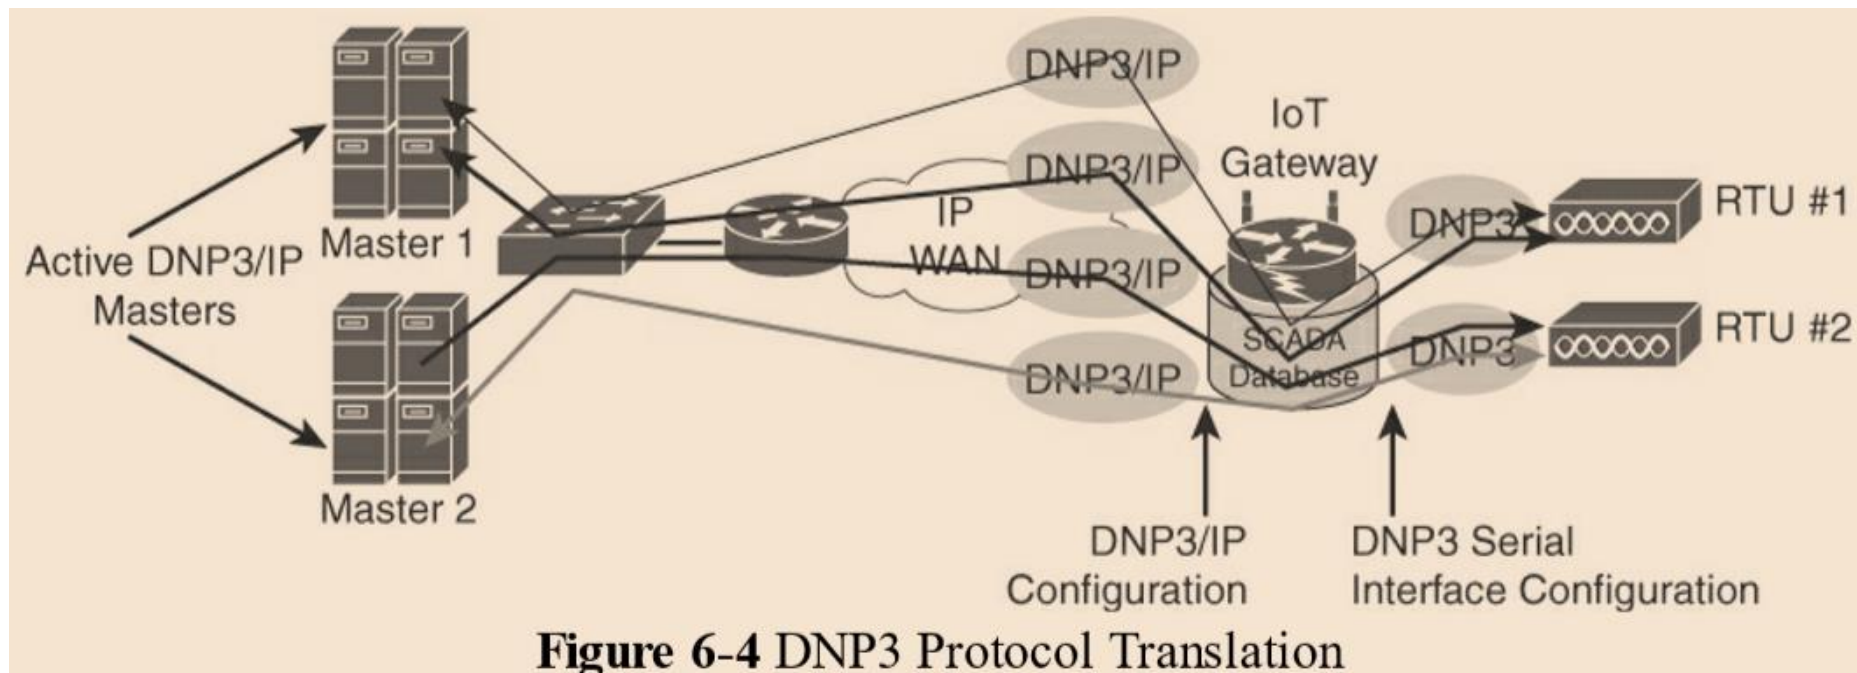 DNP3/IP
IoT
Gateway
DNP3/IP
DNP3
RTU #1
IP
WAN
Master 1
Active DNP3/IP
Masters
DNP3/IP
SCADA
Database
DNP3
RTU #2
DNP3/IP
Master 2
DNP3/IP
Configuration
DNP3 Serial
Interface Configuration
Figure 6-4 DNP3 Protocol Translation